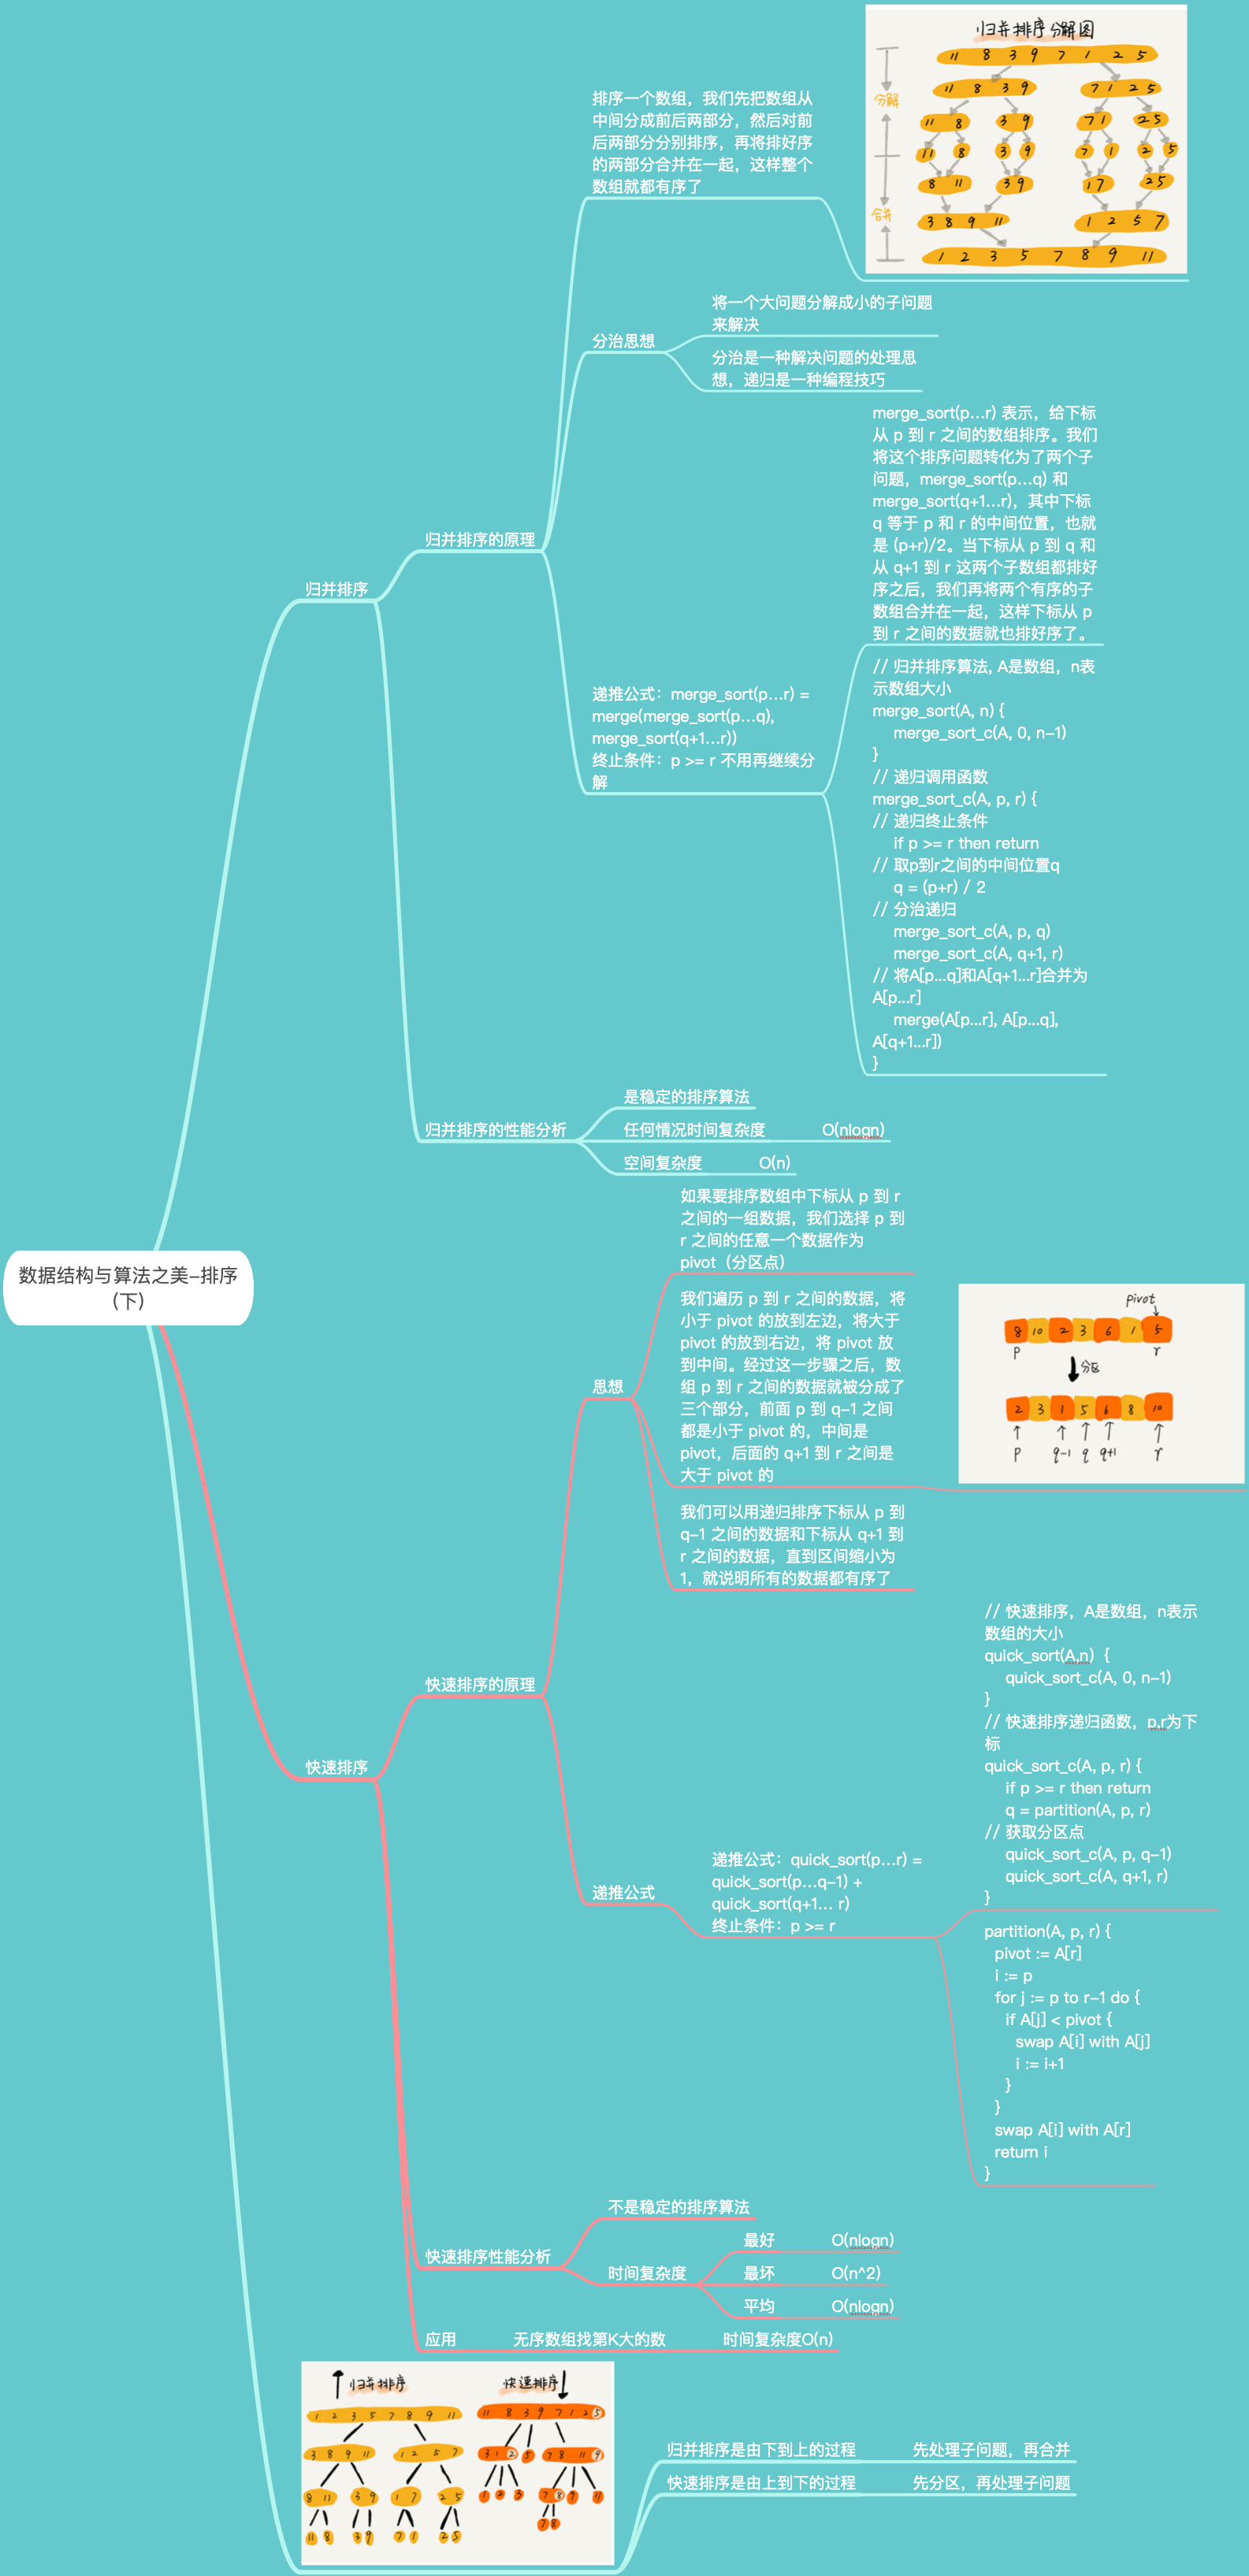 归并排序分解图
11 8 3 9 7 1 2 5
11 8 3 9 7 1 2 5
分解
11 8 3 9 7 1 2 5
11 8 3 9 7 1 2 5
8 11 3 9 1 7 2 5
合并
3 8 9 11 1 2 5 7
1 2 3 5 7 8 9 11
排序一个数组，我们先把数组从
中间分成前后两部分，然后对前
后两部分分别排序，再将排好序
的两部分合并在一起，这样整个
数组就都有序了
将一个大问题分解成小的子问题
来解决
分治思想
分治是一种解决问题的处理思
想，递归是一种编程技巧
归并排序
归并排序的原理
merge_sort(p…r) 表示，给下标
从 p 到 r 之间的数组排序。我们
将这个排序问题转化为了两个子
问题，merge_sort(p…q) 和
merge_sort(q+1…r)，其中下标
q 等于 p 和 r 的中间位置，也就
是 (p+r)/2。当下标从 p 到 q 和
从 q+1 到 r 这两个子数组都排好
序之后，我们再将两个有序的子
数组合并在一起，这样下标从 p
到 r 之间的数据就也排好序了。
递推公式：merge_sort(p…r) =
merge(merge_sort(p…q),
merge_sort(q+1…r))
终止条件：p >= r 不用再继续分
解
// 归并排序算法, A是数组，n表
示数组大小
merge_sort(A, n) {
merge_sort_c(A, 0, n-1)
}
// 递归调用函数
merge_sort_c(A, p, r) {
// 递归终止条件
if p >= r then return
// 取p到r之间的中间位置q
q = (p+r) / 2
// 分治递归
merge_sort_c(A, p, q)
merge_sort_c(A, q+1, r)
// 将A[p...q]和A[q+1...r]合并为
A[p...r]
merge(A[p...r], A[p...q],
A[q+1...r])
}
归并排序的性能分析
是稳定的排序算法
任何情况时间复杂度 O(nlogn)
空间复杂度 O(n)
数据结构与算法之美-排序
(下)
如果要排序数组中下标从 p 到 r
之间的一组数据，我们选择 p 到
r 之间的任意一个数据作为
pivot（分区点）
思想
我们遍历 p 到 r 之间的数据，将
小于 pivot 的放到左边，将大于
pivot 的放到右边，将 pivot 放
到中间。经过这一步骤之后，数
组 p 到 r 之间的数据就被分成了
三个部分，前面 p 到 q-1 之间
都是小于 pivot 的，中间是
pivot，后面的 q+1 到 r 之间是
大于 pivot 的
pivot
8 10 2 3 6 1 5
p r
分区
2 3 1 5 6 8 10
p q-1 q q+1 r
我们可以用递归排序下标从 p 到
q-1 之间的数据和下标从 q+1 到
r 之间的数据，直到区间缩小为
1，就说明所有的数据都有序了
快速排序
快速排序的原理
递推公式
递推公式：quick_sort(p…r) =
quick_sort(p…q-1) +
quick_sort(q+1… r)
终止条件：p >= r
// 快速排序，A是数组，n表示
数组的大小
quick_sort(A,n) {
quick_sort_c(A, 0, n-1)
}
// 快速排序递归函数，p,r为下
标
quick_sort_c(A, p, r) {
if p >= r then return
q = partition(A, p, r)
// 获取分区点
quick_sort_c(A, p, q-1)
quick_sort_c(A, q+1, r)
}
partition(A, p, r) {
pivot := A[r]
i := p
for j := p to r-1 do {
if A[j] < pivot {
swap A[i] with A[j]
i := i+1
}
}
swap A[i] with A[r]
return i
}
快速排序性能分析
不是稳定的排序算法
时间复杂度
最好 O(nlogn)
最坏 O(n^2)
平均 O(nlogn)
应用 无序数组找第K大的数 时间复杂度O(n)
归并排序
1 2 3 5 7 8 9 11
3 8 9 11 1 2 5 7
8 11 3 9 1 7 2 5
11 8 3 9 7 1 2 5
快速排序
11 8 3 9 7 1 2 5
3 1 2 5 7 8 11 9
1 2 3 7 8 9 11
7 8
归并排序是由下到上的过程 先处理子问题，再合并
快速排序是由上到下的过程 先分区，再处理子问题